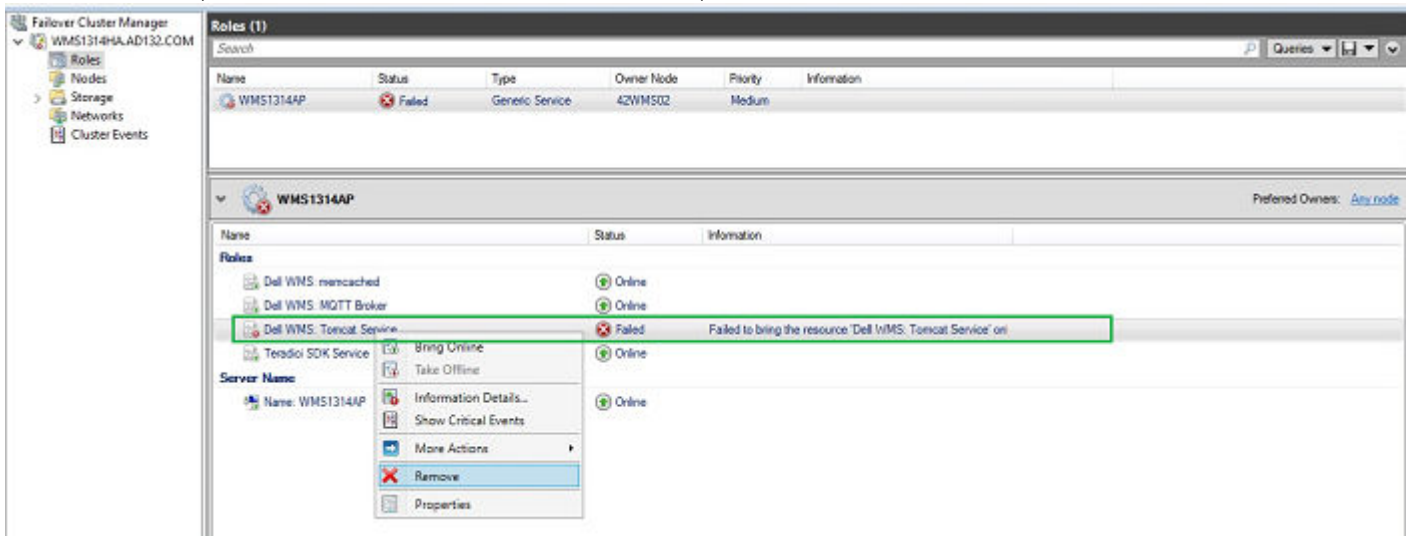 Failover Cluster Manager
WMS1314HA.AD132.COM
Roles
Nodes
Storage
Networks
Cluster Events
Roles (1)
Search
Queries
Name Status Type Owner Node Priority Information
WMS1314AP Failed Generic Service 42WMS02 Medium
WMS1314AP
Preferred Owners: Any node
Name Status Information
Roles
Dell WMS: memcached Online
Dell WMS: MQTT Broker Online
Dell WMS: Tomcat Service Failed Failed to bring the resource 'Dell WMS: Tomcat Service' on
Teradici SDK Service Online
Server Name
Name: WMS1314AP Online
Bring Online
Take Offline
Information Details...
Show Critical Events
More Actions
Remove
Properties